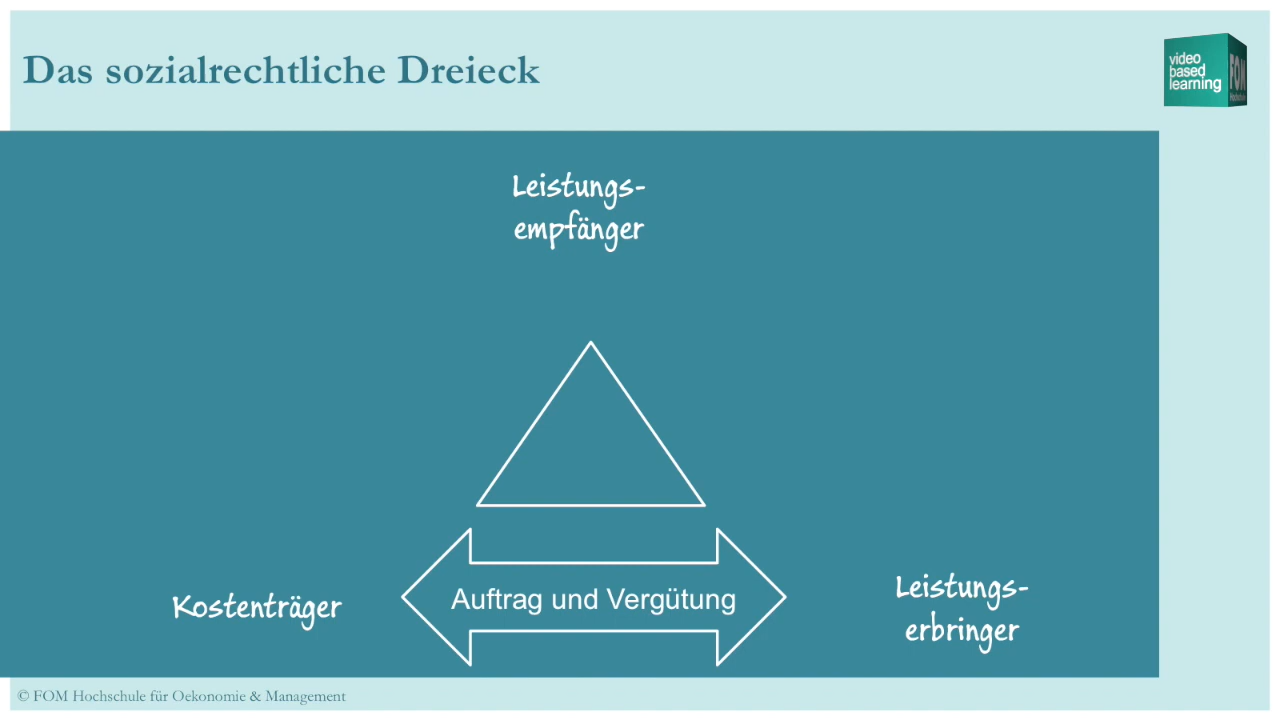 Das sozialrechtliche Dreieck
video
based
learning
FOM
Hochschule
Leistungs-
empfänger
Kostenträger
Auftrag und Vergütung
Leistungs-
erbringer
© FOM Hochschule für Oekonomie & Management